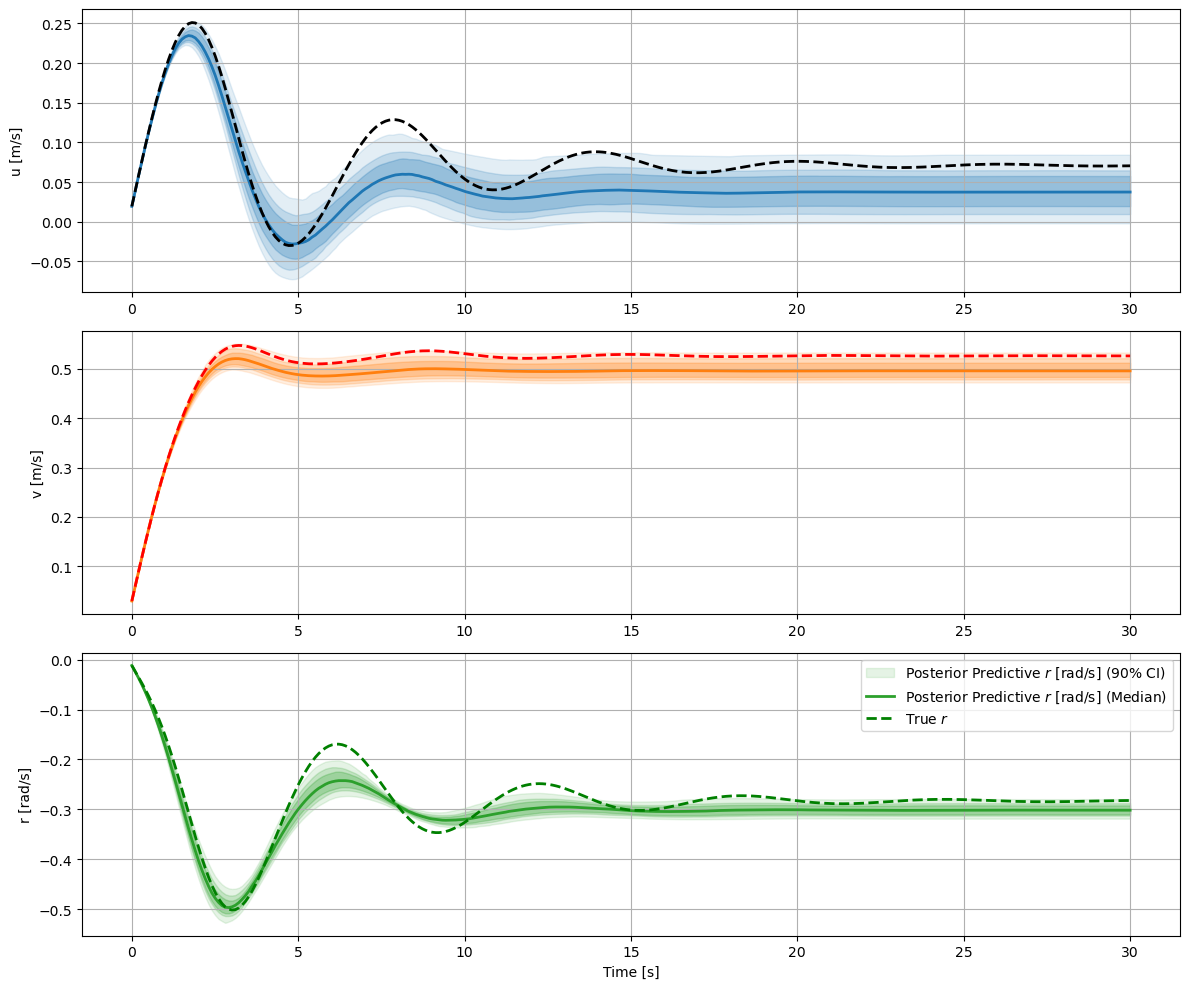 0.25
0.20
0.15
0.10
0.05
0.00
−0.05
u [m/s]
0 5 10 15 20 25 30
0.5
0.4
0.3
0.2
0.1
v [m/s]
0 5 10 15 20 25 30
0.0
−0.1
−0.2
−0.3
−0.4
−0.5
r [rad/s]
Posterior Predictive r [rad/s] (90% CI)
Posterior Predictive r [rad/s] (Median)
True r
0 5 10 15 20 25 30
Time [s]